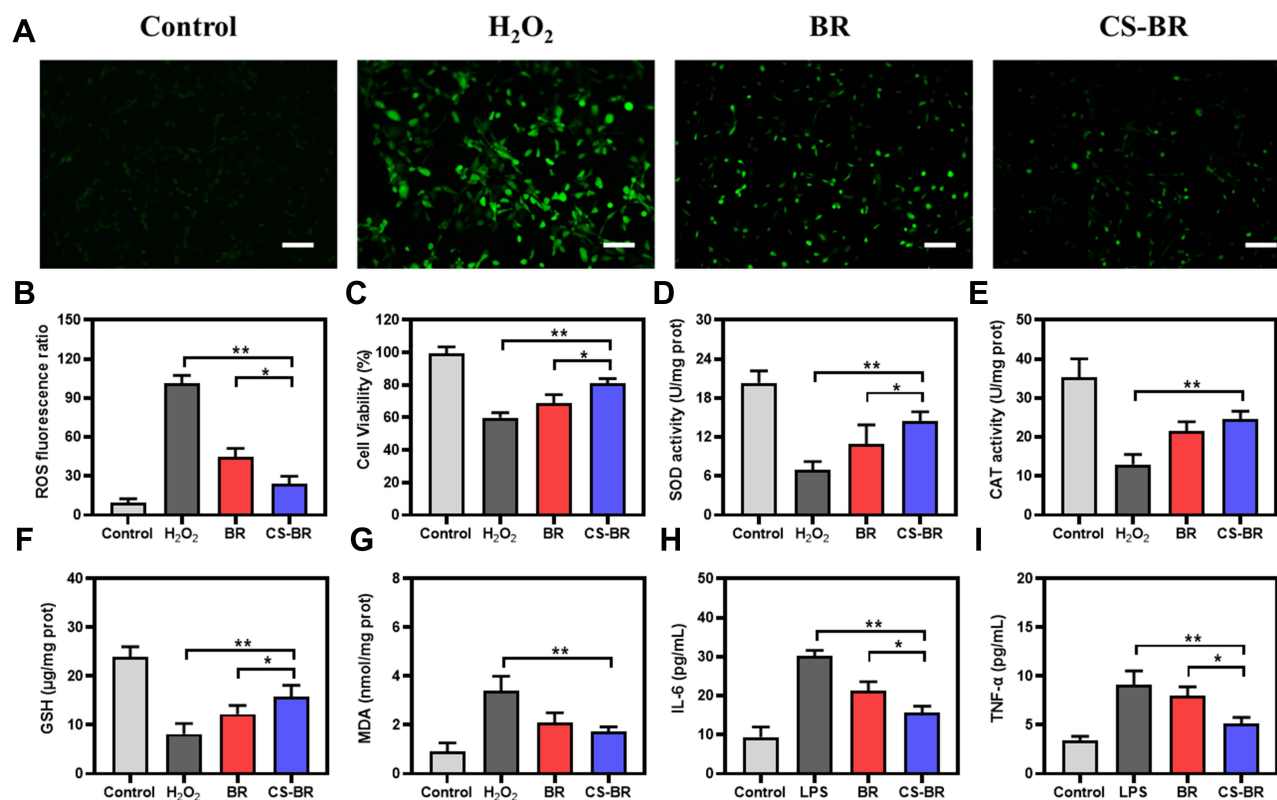 A Control H₂O₂ BR CS-BR
B
ROS fluorescence ratio
150
120
90
60
30
0
** 
*
Control H₂O₂ BR CS-BR
C
Cell Viability (%)
120
100
80
60
40
20
0
**
*
Control H₂O₂ BR CS-BR
D
SOD activity (U/mg prot)
30
24
18
12
6
0
**
*
Control H₂O₂ BR CS-BR
E
CAT activity (U/mg prot)
50
40
30
20
10
0
**
Control H₂O₂ BR CS-BR
F
GSH (μg/mg prot)
40
30
20
10
0
**
*
Control H₂O₂ BR CS-BR
G
MDA (nmol/mg prot)
8
6
4
2
0
**
Control H₂O₂ BR CS-BR
H
IL-6 (pg/mL)
50
40
30
20
10
0
**
*
Control LPS BR CS-BR
I
TNF-α (pg/mL)
20
15
10
5
0
**
*
Control LPS BR CS-BR